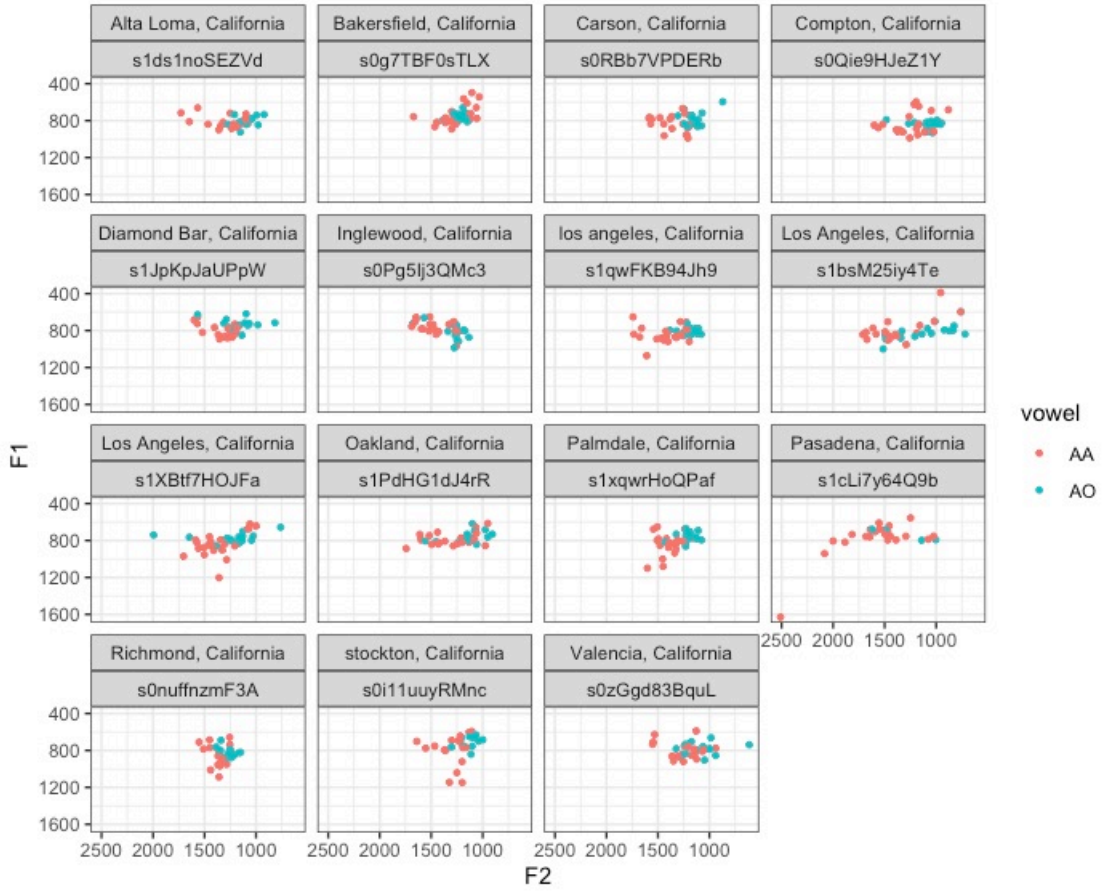 Alta Loma, California Bakersfield, California Carson, California Compton, California
s1ds1noSEZVd s0g7TBF0sTLX s0RBb7VPDERb s0Qie9HJeZ1Y
400
800
1200
1600
Diamond Bar, California Inglewood, California los angeles, California Los Angeles, California
s1JpKpJaUPpW s0Pg5Ij3QMc3 s1qwFKB94Jh9 s1bsM25iy4Te
400
800
1200
1600
Los Angeles, California Oakland, California Palmdale, California Pasadena, California
s1XBtf7HOJFa s1PdHG1dJ4rR s1xqwrHoQPaf s1cLi7y64Q9b
400
800
1200
1600
2500 2000 1500 1000
Richmond, California stockton, California Valencia, California
s0nuffnzmF3A s0i11uuyRMnc s0zGgd83BquL
400
800
1200
1600
2500 2000 1500 1000 2500 2000 1500 1000 2500 2000 1500 1000
F2
F1
vowel
AA
AO